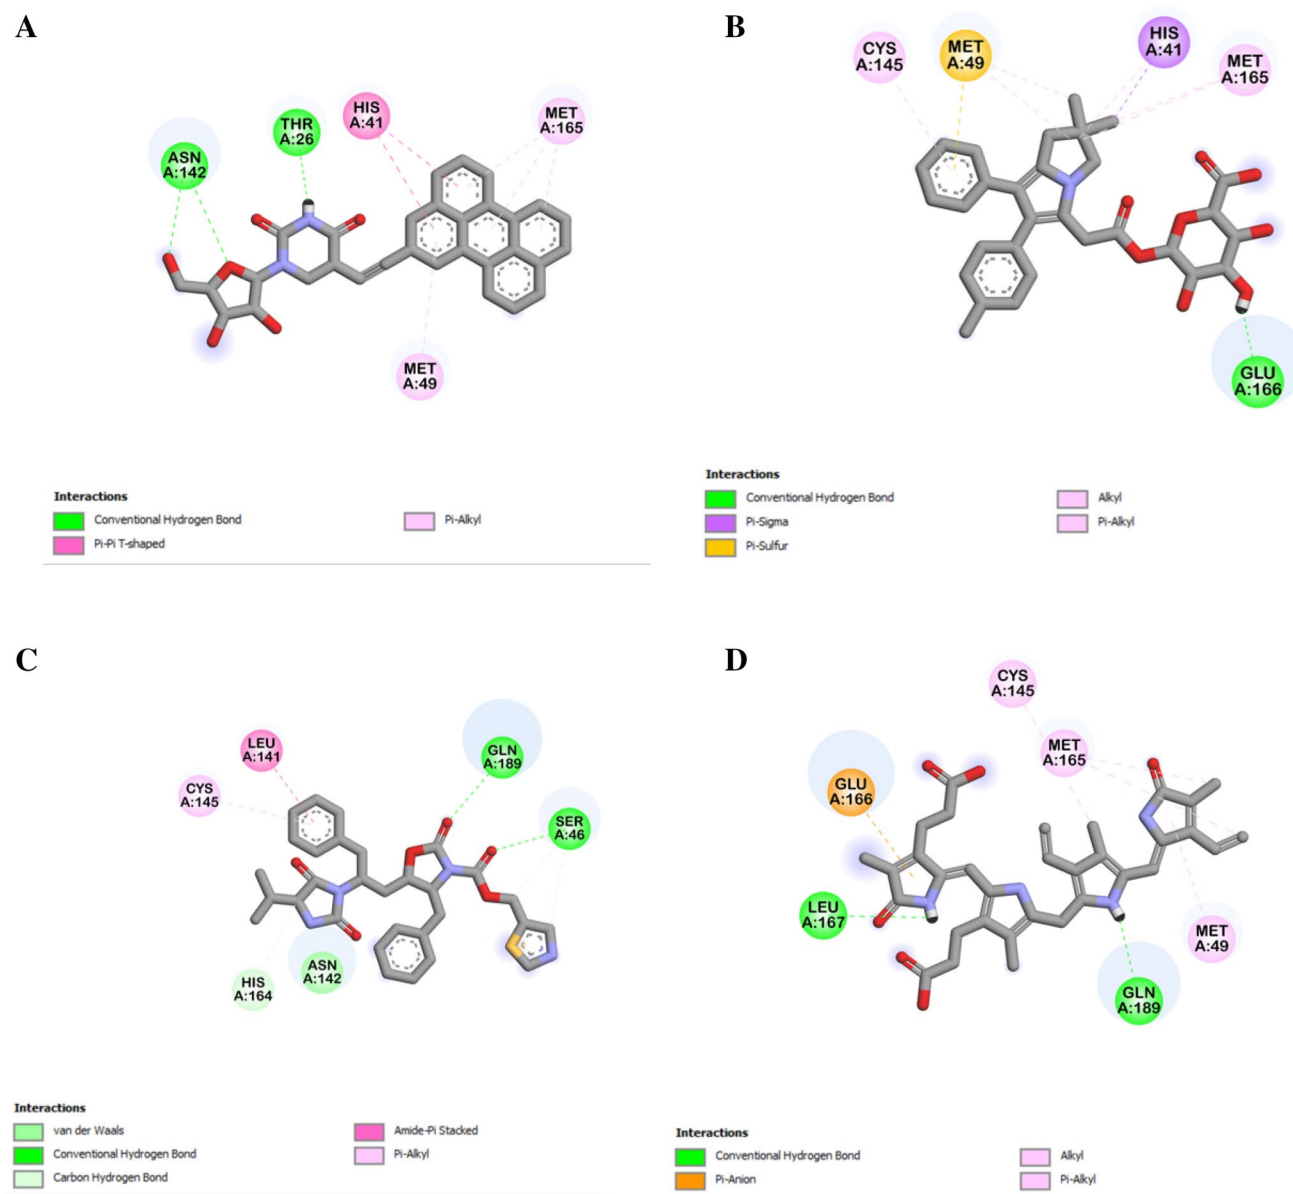 A
ASN
A:142
THR
A:26
HIS
A:41
MET
A:165
MET
A:49
Interactions
Conventional Hydrogen Bond
Pi-Pi T-shaped
Pi-Alkyl
B
CYS
A:145
MET
A:49
HIS
A:41
MET
A:165
GLU
A:166
Interactions
Conventional Hydrogen Bond
Pi-Sigma
Pi-Sulfur
Alkyl
Pi-Alkyl
C
LEU
A:141
CYS
A:145
GLN
A:189
SER
A:46
HIS
A:164
ASN
A:142
Interactions
van der Waals
Conventional Hydrogen Bond
Carbon Hydrogen Bond
Amide-Pi Stacked
Pi-Alkyl
D
CYS
A:145
MET
A:165
GLU
A:166
LEU
A:167
MET
A:49
GLN
A:189
Interactions
Conventional Hydrogen Bond
Pi-Anion
Alkyl
Pi-Alkyl